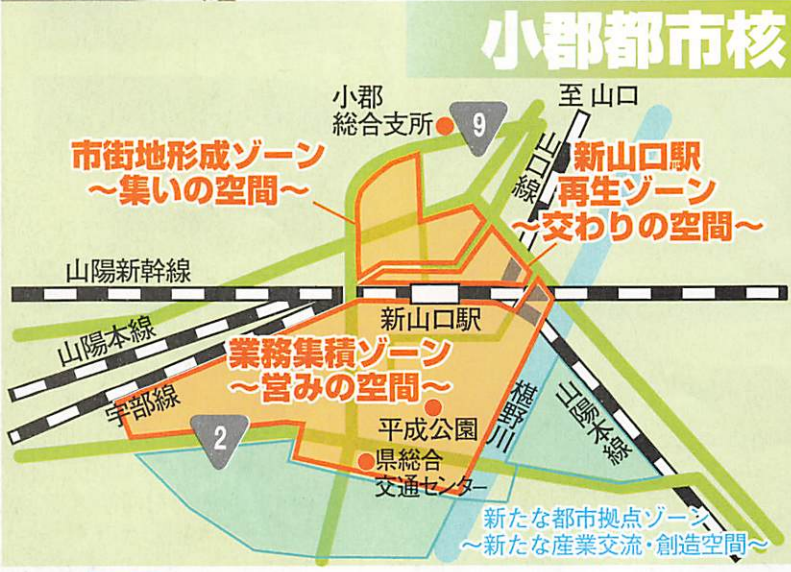 小郡都市核
小郡
総合支所
9
至 山口
山口線
市街地形成ゾーン
～集いの空間～
新山口駅
再生ゾーン
～交わりの空間～
山陽新幹線
新山口駅
山陽本線
業務集積ゾーン
～営みの空間～
宇部線
2
平成公園
椹野川
山陽本線
県総合
交通センター
新たな都市拠点ゾーン
～新たな産業交流・創造空間～